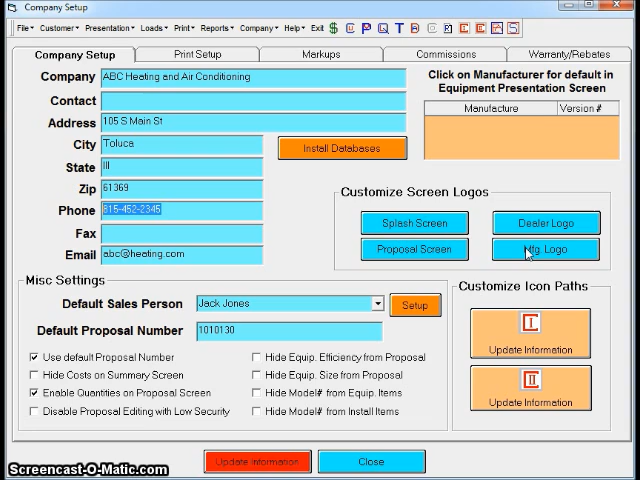 Company Setup
File Customer Presentation Loads Print Reports Company Help Exit
Company Setup Print Setup Markups Commissions Warranty/Rebates
Company ABC Heating and Air Conditioning
Contact
Address 105 S Main St
City Toluca
State Ill
Zip 61369
Phone 815-452-2345
Fax
Email abc@heating.com
Install Databases
Click on Manufacturer for default in
Equipment Presentation Screen
Manufacture Version #
Customize Screen Logos
Splash Screen Dealer Logo
Proposal Screen Mfg. Logo
Misc Settings
Default Sales Person Jack Jones Setup
Default Proposal Number 1010130
Use default Proposal Number Hide Equip. Efficiency from Proposal
Hide Costs on Summary Screen Hide Equip. Size from Proposal
Enable Quantities on Proposal Screen Hide Model# from Equip. Items
Disable Proposal Editing with Low Security Hide Model# from Install Items
Customize Icon Paths
I
Update Information
II
Update Information
Update Information Close
Screencast-O-Matic.com